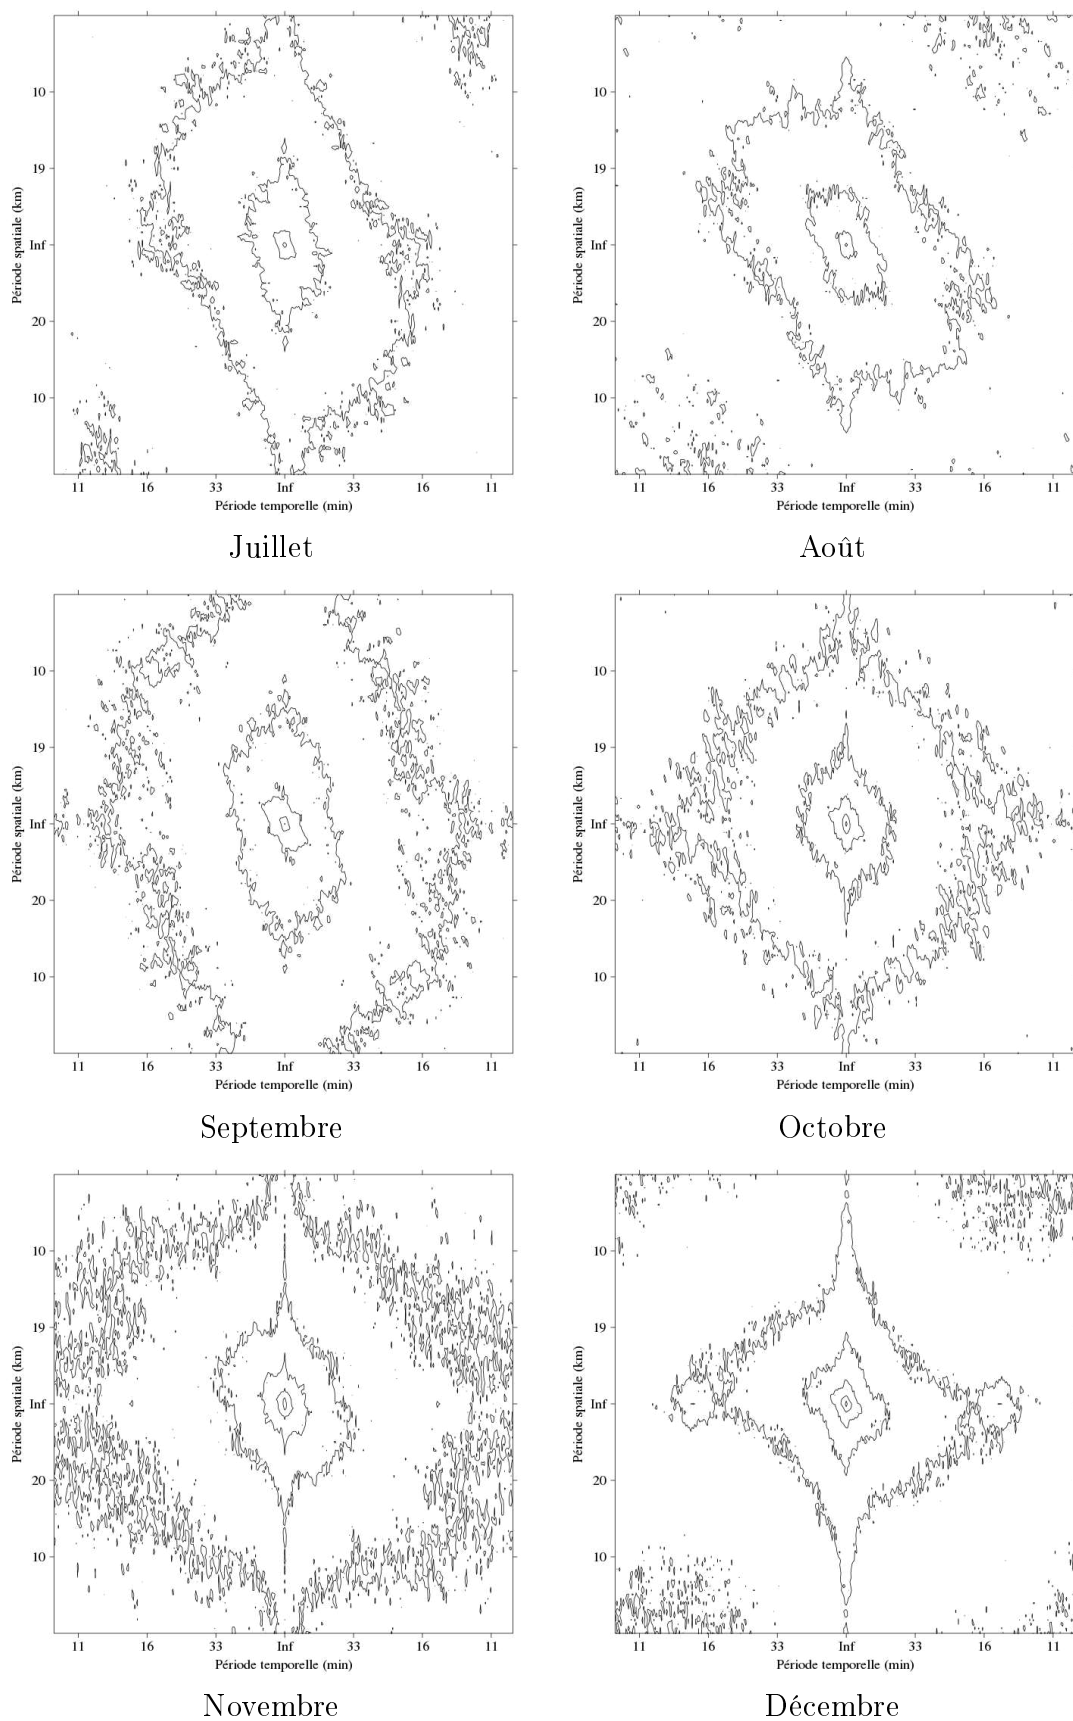 10
19
Inf
20
10
Période spatiale (km)
11 16 33 Inf 33 16 11
Période temporelle (min)
Juillet
10
19
Inf
20
10
Période spatiale (km)
11 16 33 Inf 33 16 11
Période temporelle (min)
Août
10
19
Inf
20
10
Période spatiale (km)
11 16 33 Inf 33 16 11
Période temporelle (min)
Septembre
10
19
Inf
20
10
Période spatiale (km)
11 16 33 Inf 33 16 11
Période temporelle (min)
Octobre
10
19
Inf
20
10
Période spatiale (km)
11 16 33 Inf 33 16 11
Période temporelle (min)
Novembre
10
19
Inf
20
10
Période spatiale (km)
11 16 33 Inf 33 16 11
Période temporelle (min)
Décembre